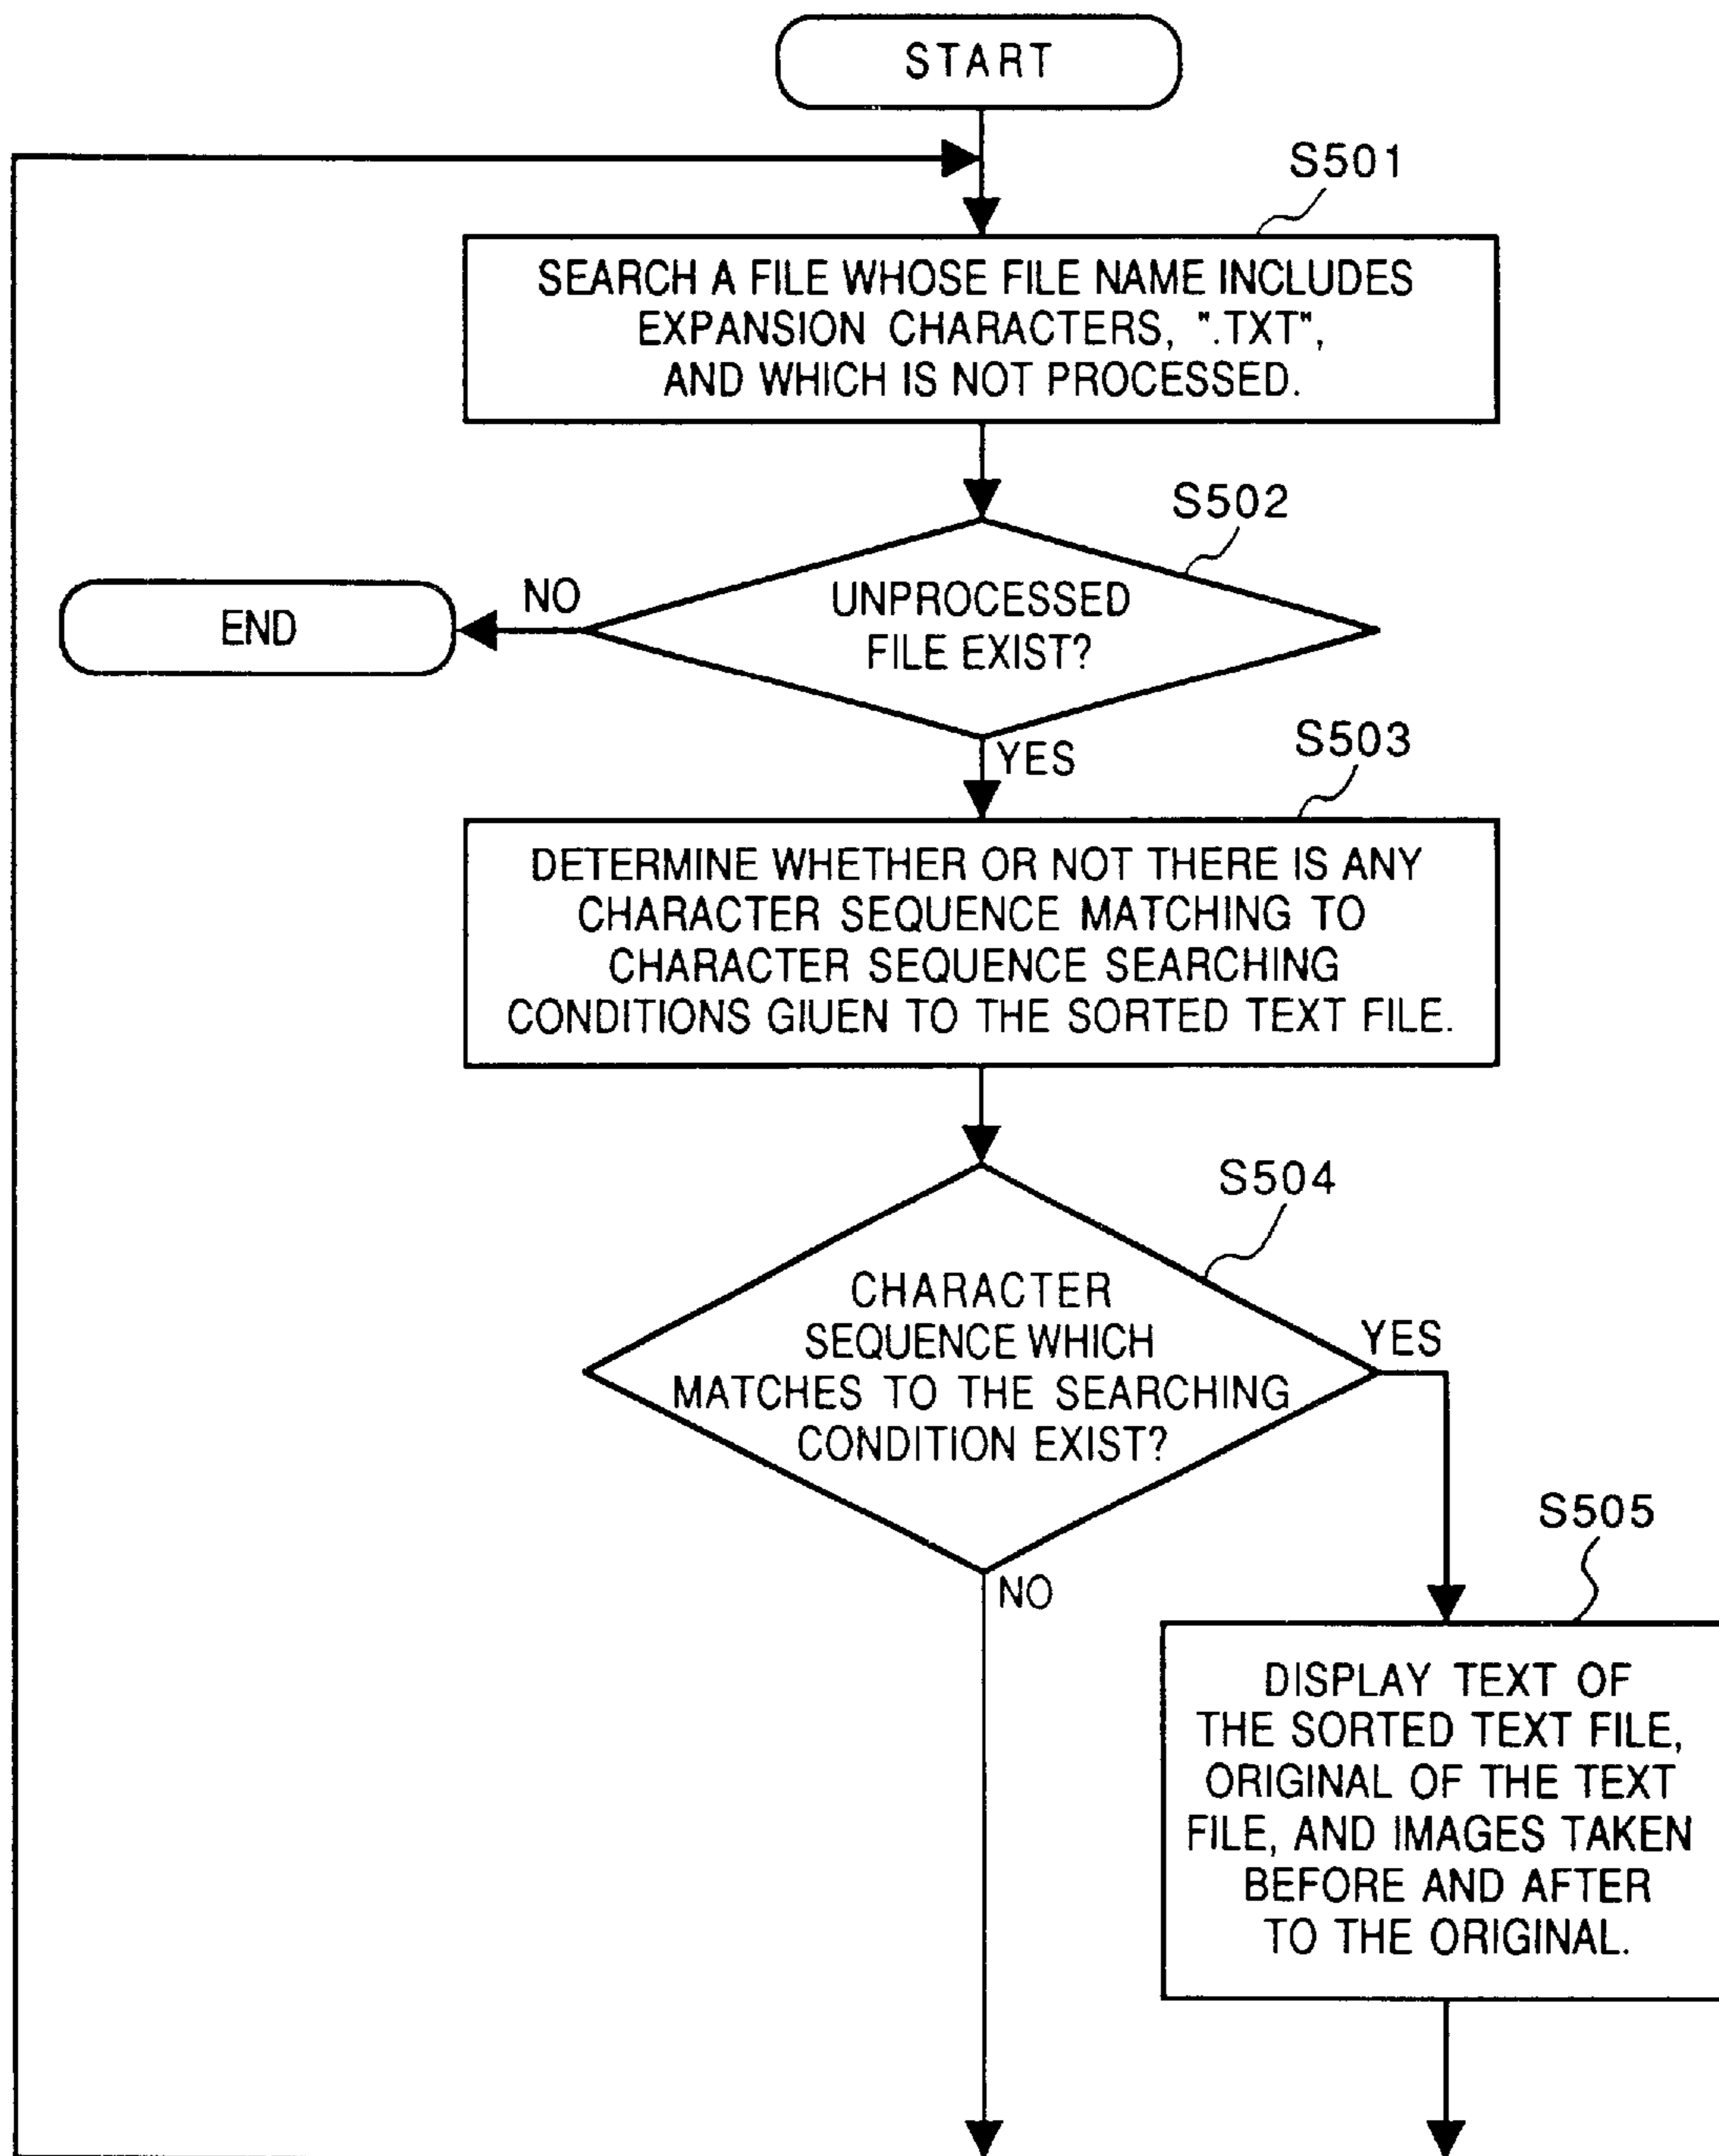 START
S501
SEARCH A FILE WHOSE FILE NAME INCLUDES
EXPANSION CHARACTERS, ".TXT",
AND WHICH IS NOT PROCESSED.
S502
UNPROCESSED
FILE EXIST?
NO
END
YES
S503
DETERMINE WHETHER OR NOT THERE IS ANY
CHARACTER SEQUENCE MATCHING TO
CHARACTER SEQUENCE SEARCHING
CONDITIONS GIUEN TO THE SORTED TEXT FILE.
S504
CHARACTER
SEQUENCE WHICH
MATCHES TO THE SEARCHING
CONDITION EXIST?
YES
NO
S505
DISPLAY TEXT OF
THE SORTED TEXT FILE,
ORIGINAL OF THE TEXT
FILE, AND IMAGES TAKEN
BEFORE AND AFTER
TO THE ORIGINAL.